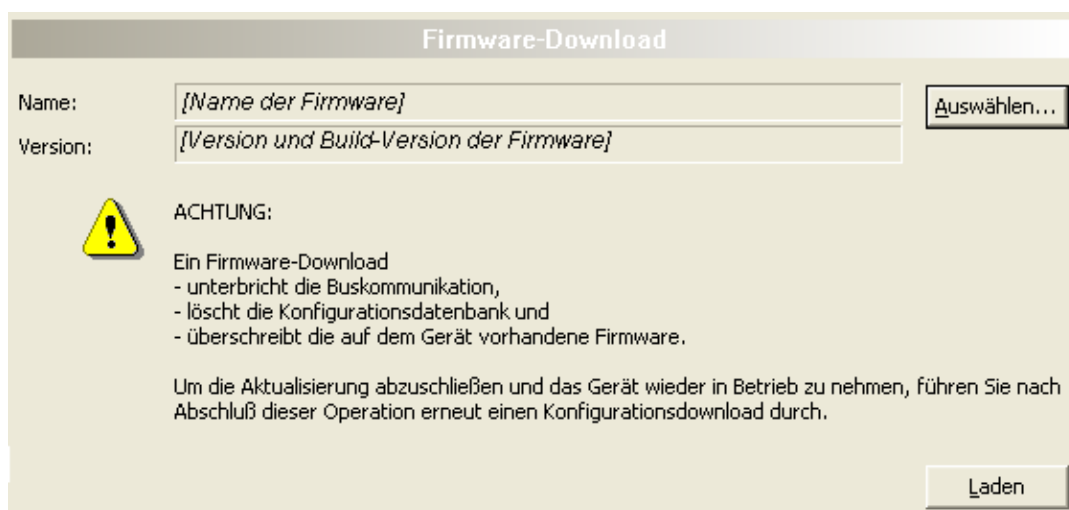 Firmware-Download
Name:
[Name der Firmware]
Auswählen...
Version:
[Version und Build-Version der Firmware]
ACHTUNG:
Ein Firmware-Download
- unterbricht die Buskommunikation,
- löscht die Konfigurationsdatenbank und
- überschreibt die auf dem Gerät vorhandene Firmware.
Um die Aktualisierung abzuschließen und das Gerät wieder in Betrieb zu nehmen, führen Sie nach
Abschluß dieser Operation erneut einen Konfigurationsdownload durch.
Laden